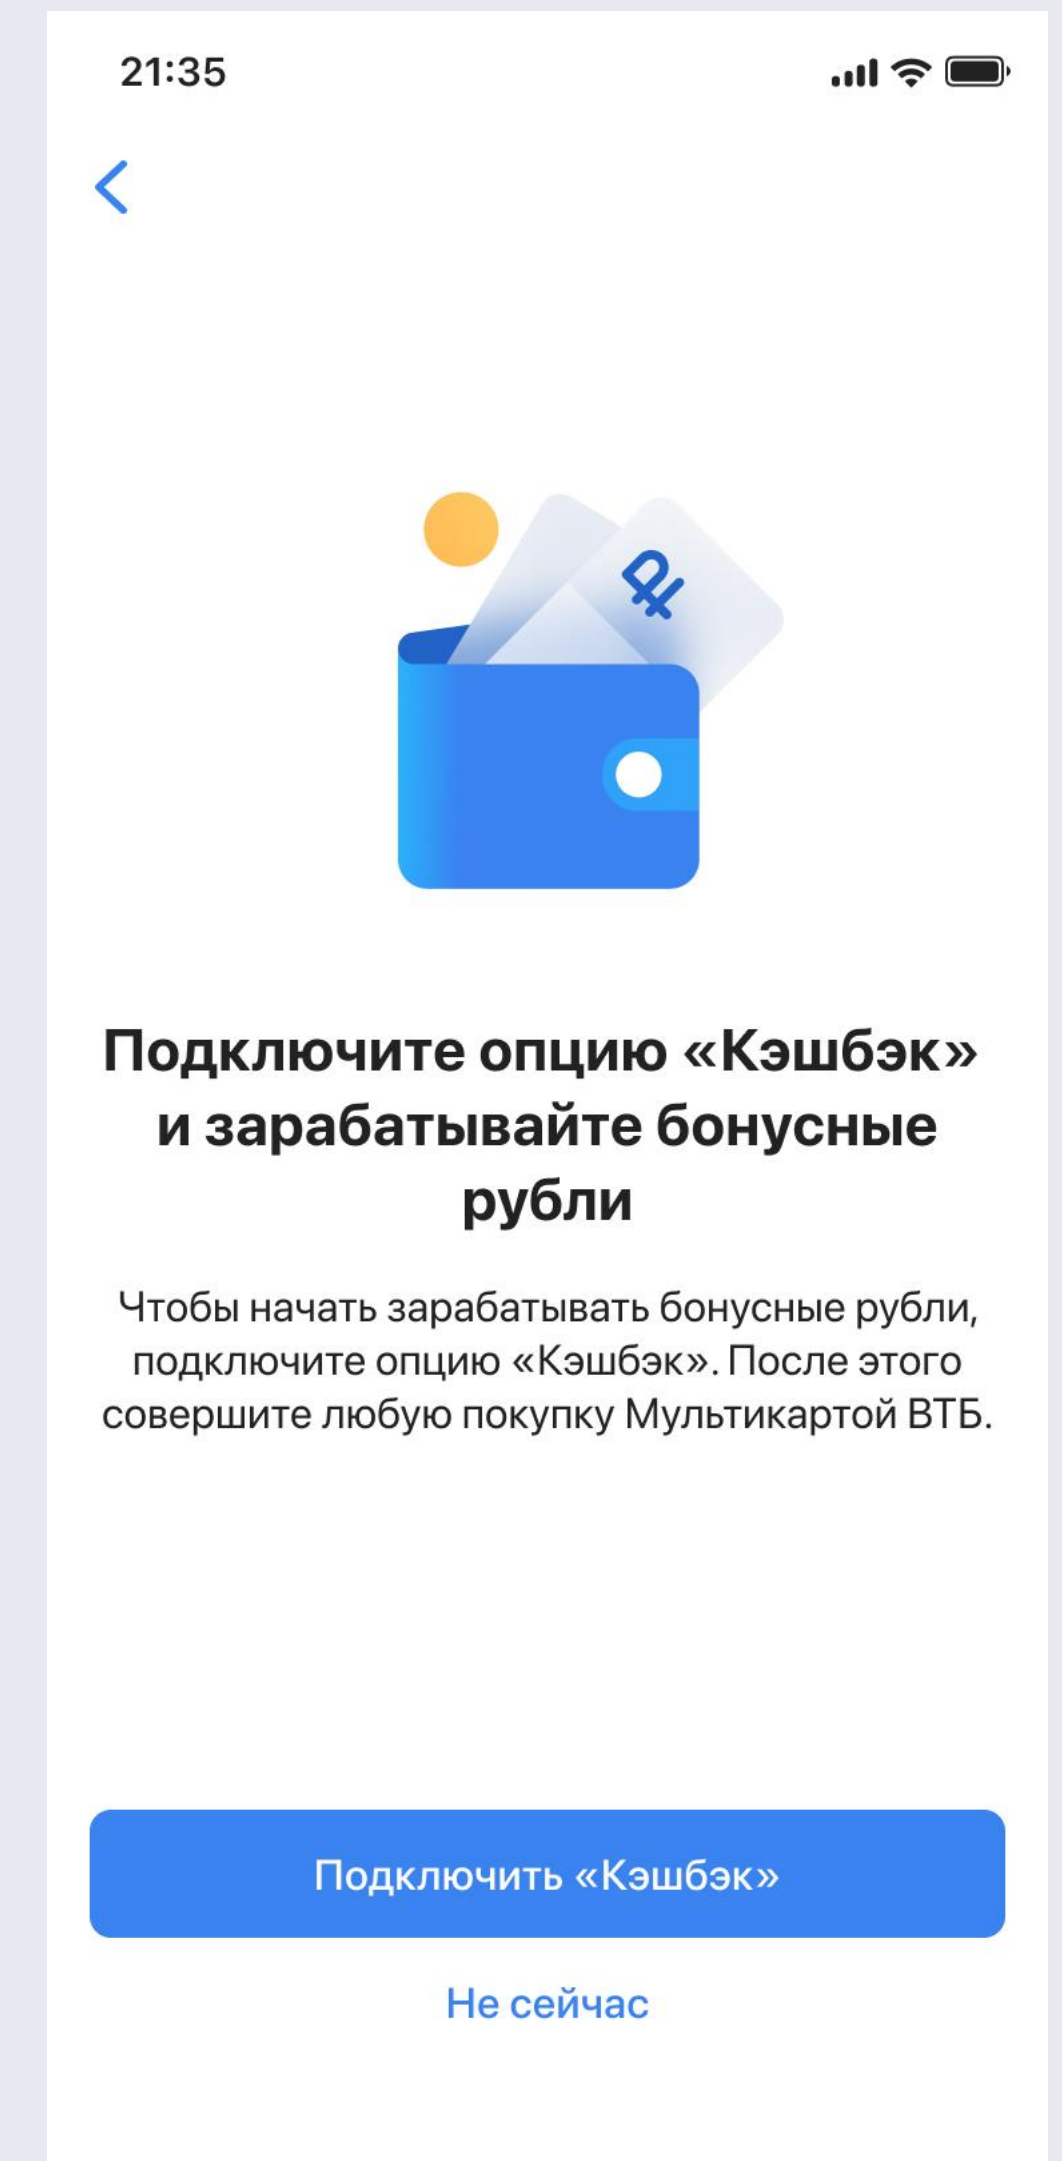 21:35
Подключите опцию «Кэшбэк»
и зарабатывайте бонусные
рубли
Чтобы начать зарабатывать бонусные рубли,
подключите опцию «Кэшбэк». После этого
совершите любую покупку Мультикартой ВТБ.
Подключить «Кэшбэк»
Не сейчас